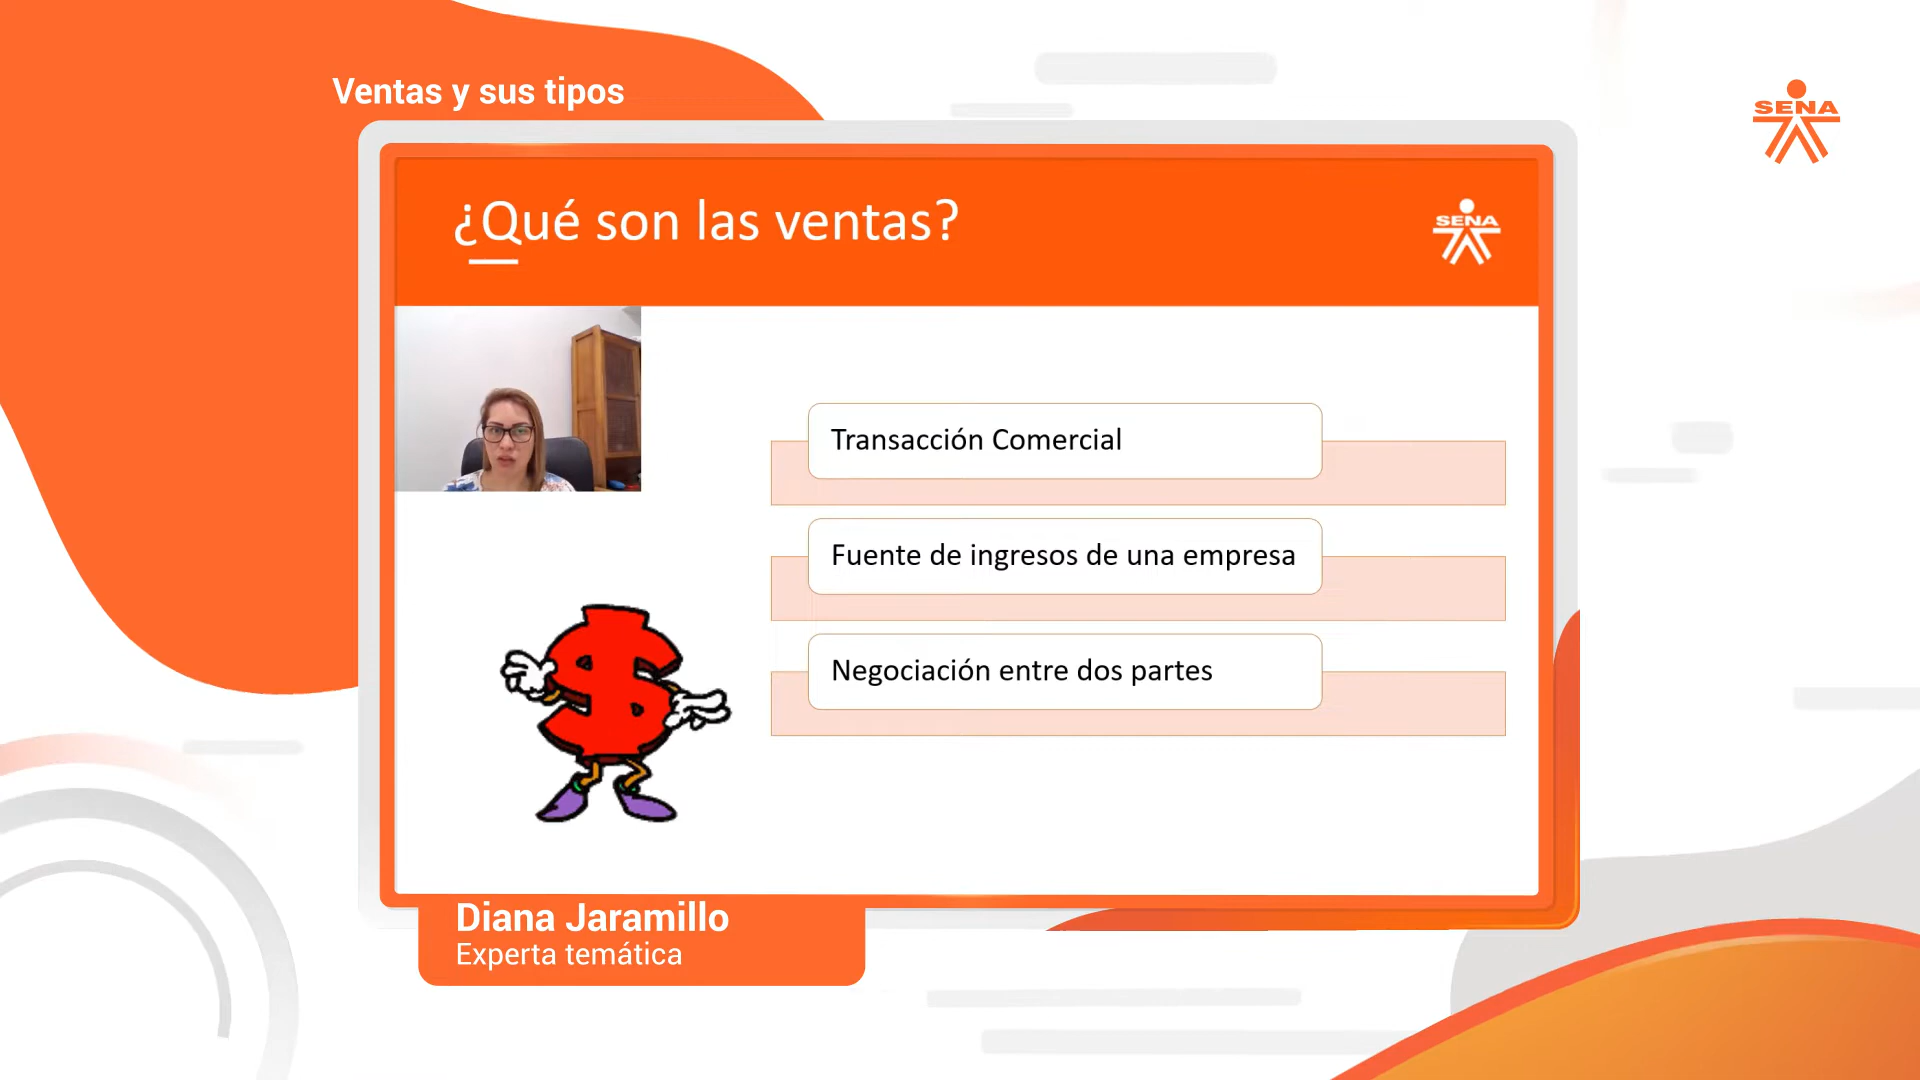 Ventas y sus tipos
SENA
¿Qué son las ventas?
SENA
Transacción Comercial
Fuente de ingresos de una empresa
Negociación entre dos partes
Diana Jaramillo
Experta temática